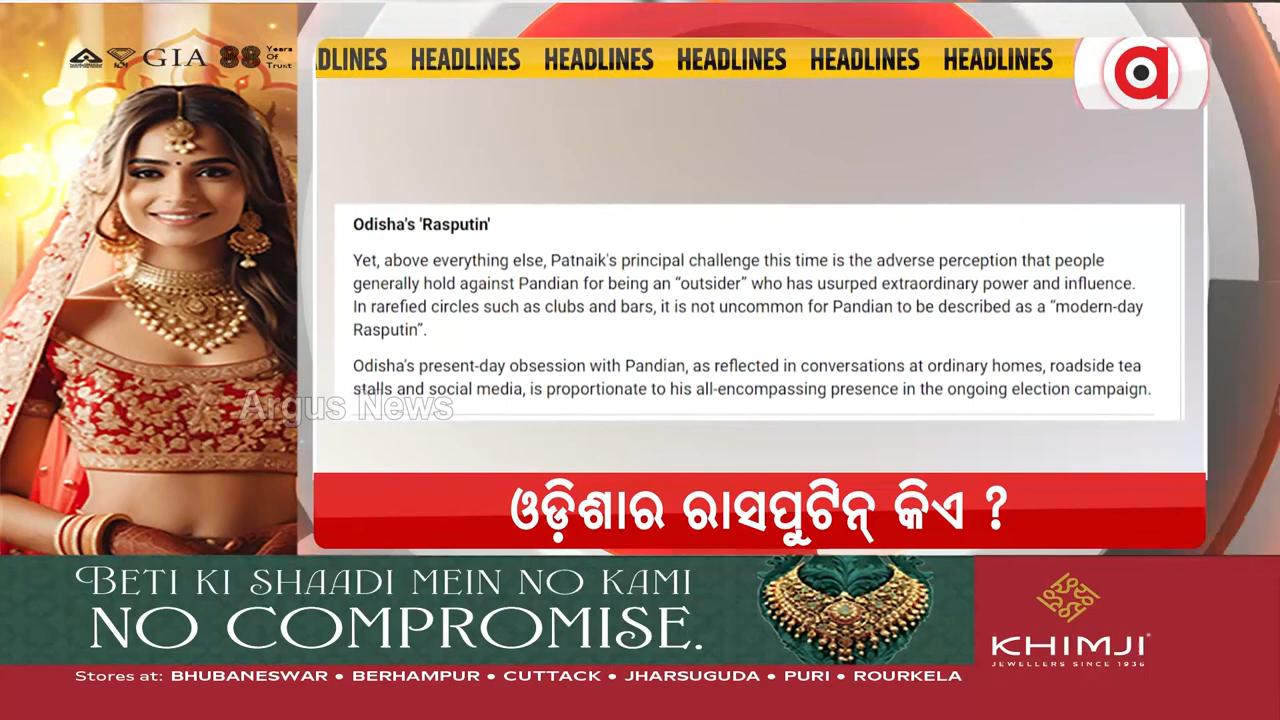 GIA 88 Years Of Trust
DLINES HEADLINES HEADLINES HEADLINES HEADLINES HEADLINES
a
Odisha's 'Rasputin'
Yet, above everything else, Patnaik's principal challenge this time is the adverse perception that people
generally hold against Pandian for being an “outsider” who has usurped extraordinary power and influence.
In rarefied circles such as clubs and bars, it is not uncommon for Pandian to be described as a “modern-day
Rasputin”.
Odisha's present-day obsession with Pandian, as reflected in conversations at ordinary homes, roadside tea
stalls and social media, is proportionate to his all-encompassing presence in the ongoing election campaign.
Argus News
ଓଡ଼ିଶାର ରାସପୁଟିନ୍ କିଏ ?
BETI KI SHAADI MEIN NO KAMI
NO COMPROMISE.
KHIMJI
JEWELLERS SINCE 1936
Stores at: BHUBANESWAR • BERHAMPUR • CUTTACK • JHARSUGUDA • PURI • ROURKELA